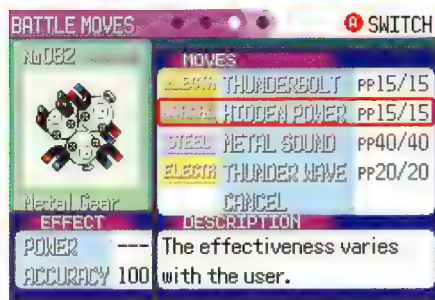 BATTLE MOVES
A SWITCH
No082
MOVES
ELECTR THUNDERBOLT PP15/15
NORMAL HIDDEN POWER PP15/15
STEEL METAL SOUND PP40/40
ELECTR THUNDER WAVE PP20/20
CANCEL
Metal Gear
EFFECT
DESCRIPTION
POWER ---
ACCURACY 100
The effectiveness varies
with the user.